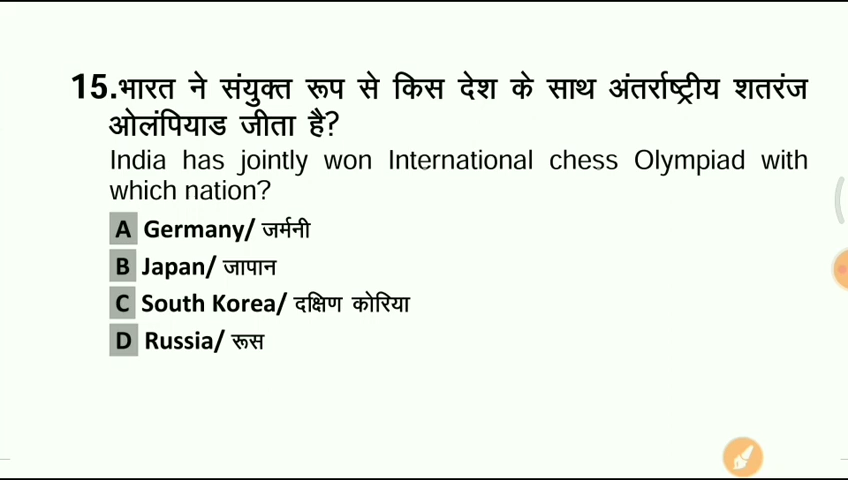 15.भारत ने संयुक्त रूप से किस देश के साथ अंतर्राष्ट्रीय शतरंज
ओलंपियाड जीता है?
India has jointly won International chess Olympiad with
which nation?
A Germany/ जर्मनी
B Japan/ जापान
C South Korea/ दक्षिण कोरिया
D Russia/ रूस